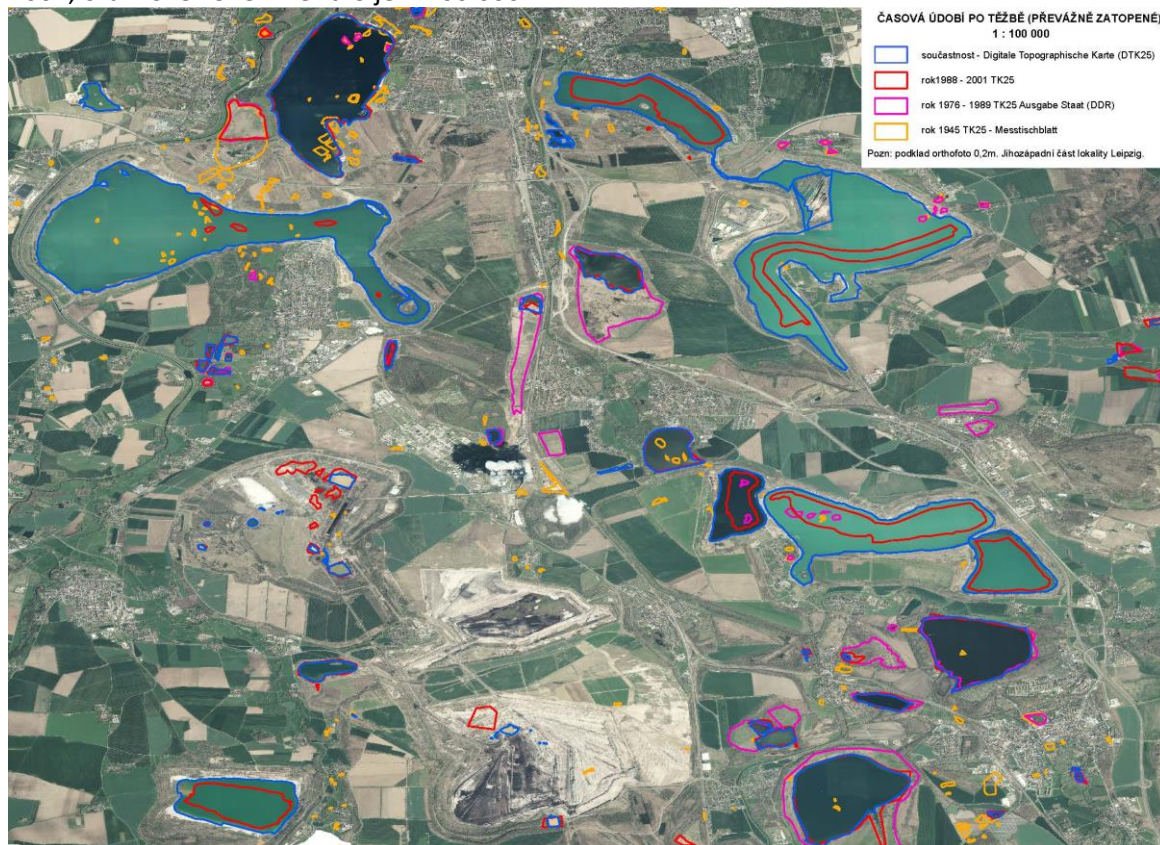 ČASOVÁ ÚDOBÍ PO TĚŽBĚ (PŘEVÁŽNĚ ZATOPENÉ)
1 : 100 000
součastnost - Digitale Topographische Karte (DTK25)
rok1988 - 2001 TK25
rok 1976 - 1989 TK25 Ausgabe Staat (DDR)
rok 1945 TK25 - Messtischblatt
Pozn: podklad orthofoto 0,2m. Jihozápadní část lokality Leipzig.